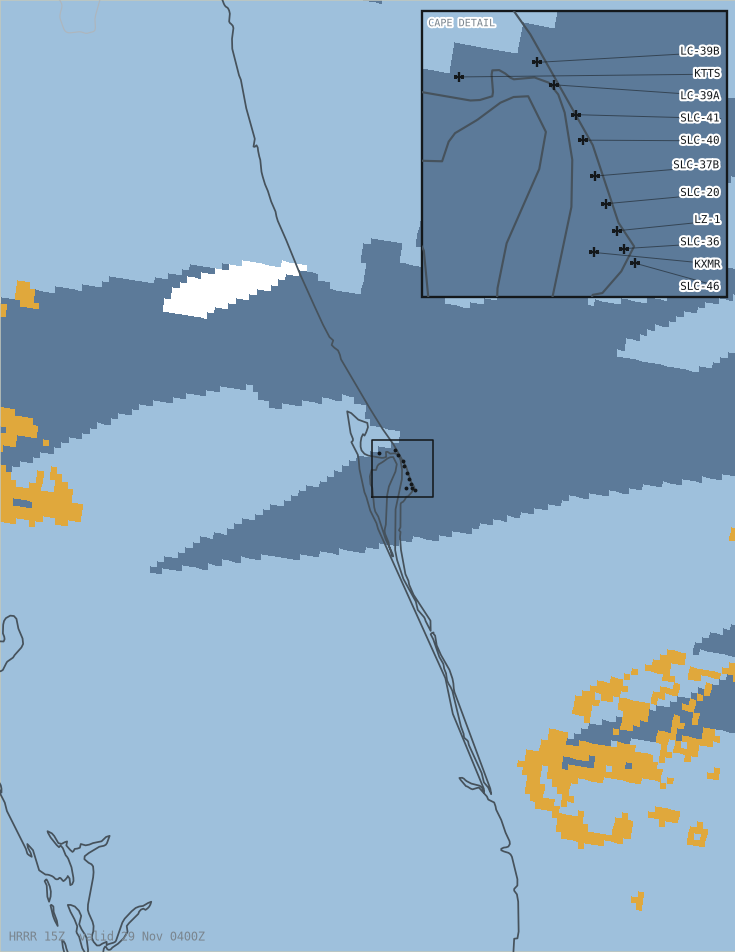 CAPE DETAIL
LC-39B
KTTS
LC-39A
SLC-41
SLC-40
SLC-37B
SLC-20
LZ-1
SLC-36
KXMR
SLC-46
HRRR 15Z  valid 29 Nov 0400Z